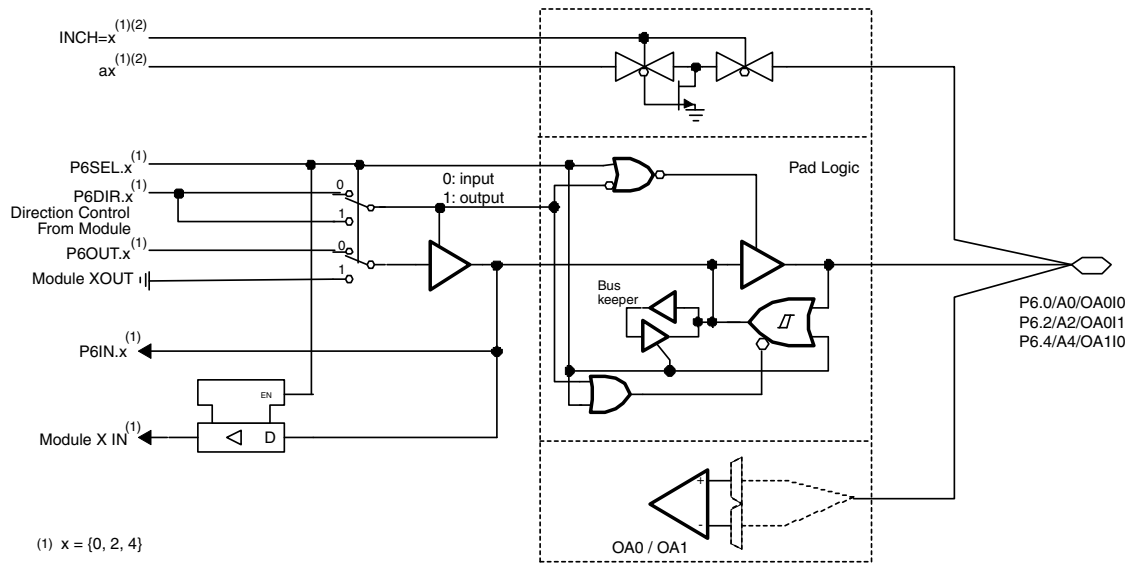 INCH=x(1)(2)
ax(1)(2)
P6SEL.x(1)
P6DIR.x(1)
Direction Control
From Module
P6OUT.x(1)
Module XOUT
P6IN.x(1)
Module X IN(1)
0
1
0
1
0: input
1: output
EN
D
Pad Logic
Bus
keeper
+
-
OA0 / OA1
P6.0/A0/OA0I0
P6.2/A2/OA0I1
P6.4/A4/OA1I0
(1) x = {0, 2, 4}